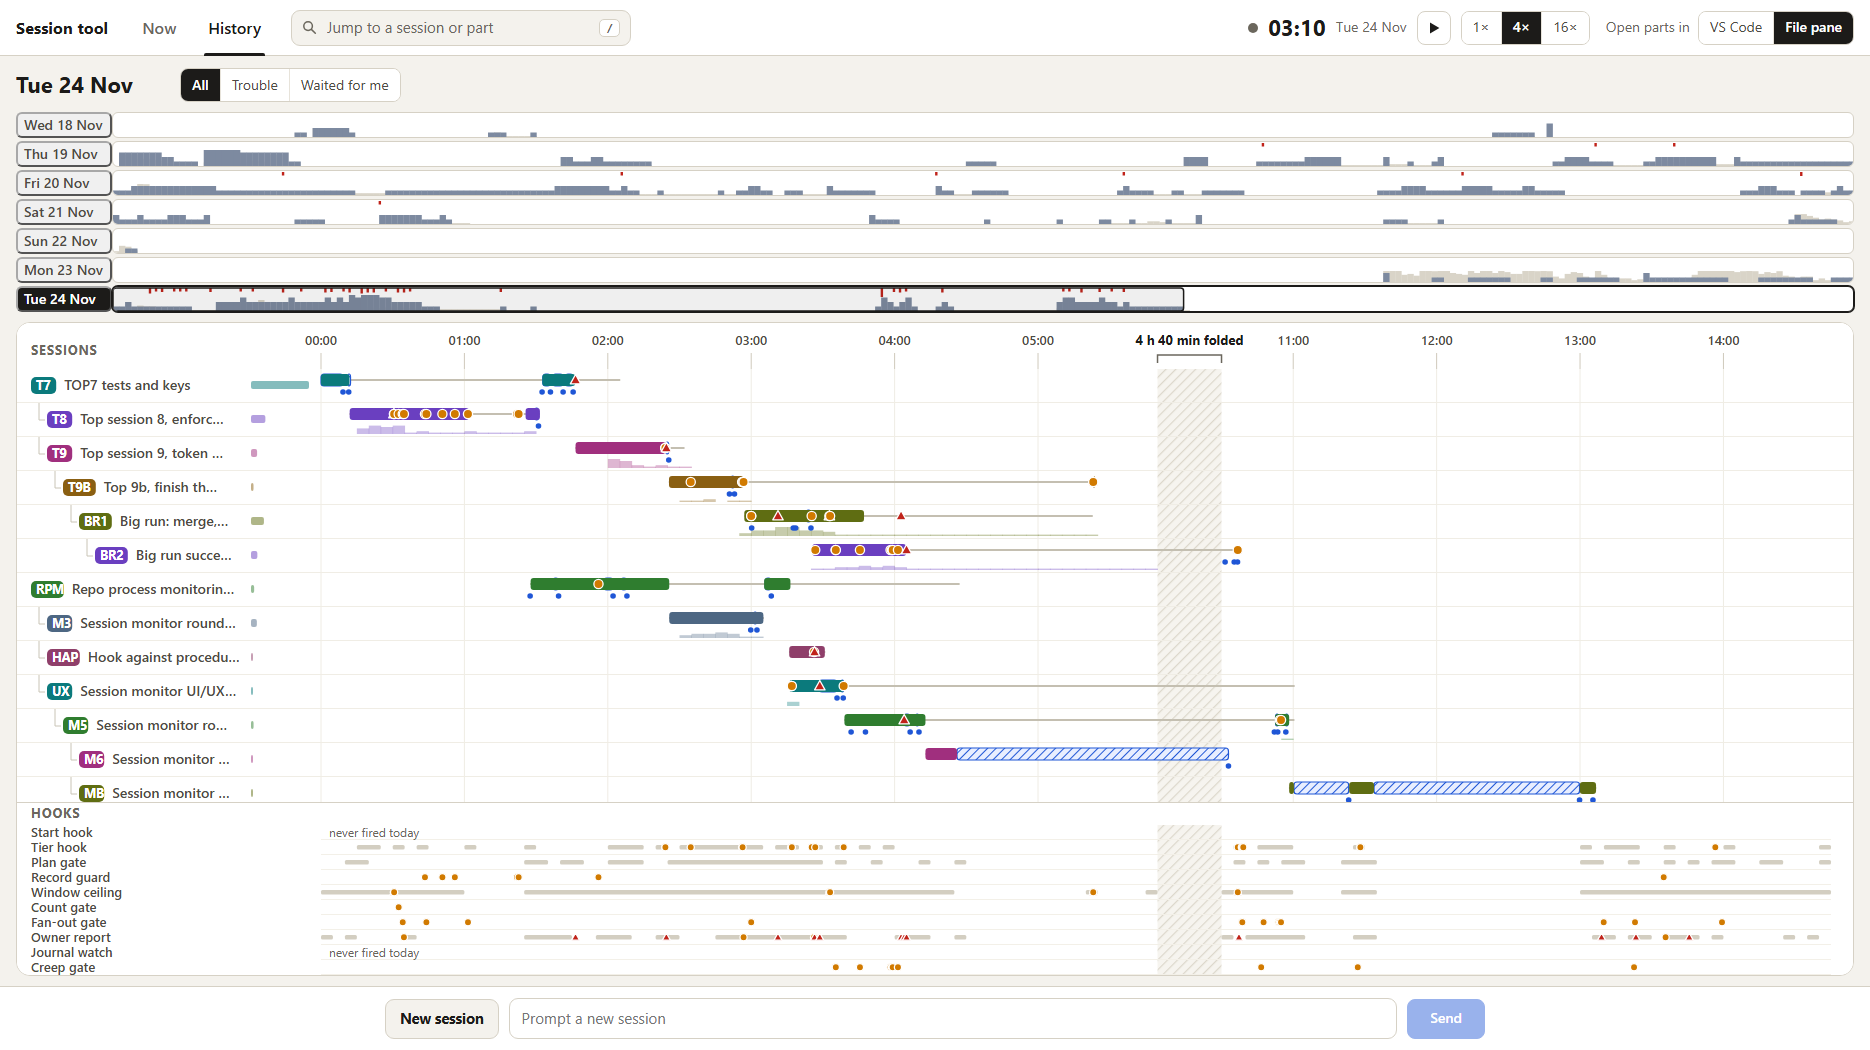 Session tool
Now
History
Jump to a session or part
/
03:10
Tue 24 Nov
1×
4×
16×
Open parts in
VS Code
File pane
Tue 24 Nov
All
Trouble
Waited for me
Wed 18 Nov
Thu 19 Nov
Fri 20 Nov
Sat 21 Nov
Sun 22 Nov
Mon 23 Nov
Tue 24 Nov
SESSIONS
00:00
01:00
02:00
03:00
04:00
05:00
4 h 40 min folded
11:00
12:00
13:00
14:00
T7 TOP7 tests and keys
T8 Top session 8, enforc...
T9 Top session 9, token ...
T9B Top 9b, finish th...
BR1 Big run: merge,...
BR2 Big run succe...
RPM Repo process monitorin...
M3 Session monitor round...
HAP Hook against procedu...
UX Session monitor UI/UX...
M5 Session monitor ro...
M6 Session monitor ...
MB Session monitor ...
HOOKS
Start hook never fired today
Tier hook
Plan gate
Record guard
Window ceiling
Count gate
Fan-out gate
Owner report
Journal watch never fired today
Creep gate
New session
Prompt a new session
Send